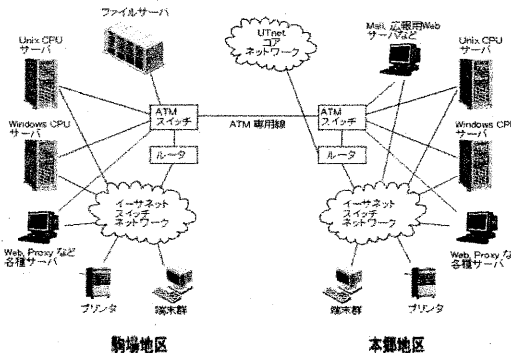 ファイルサーバ
Unix CPU
サーバ
Windows CPU
サーバ
ATM
スイッチ
ルータ
イーサネット
スイッチ
ネットワーク
Web, Proxy など
各種サーバ
プリンタ
端末群
駒場地区
ATM 専用線
UTnet
コア
ネットワーク
Mail, 広報用Web
サーバなど
Unix CPU
サーバ
Windows CP
サーバ
ATM
スイッチ
ルータ
イーサネット
スイッチ
ネットワーク
Web, Proxy な
各種サーバ
端末群
プリンタ
本郷地区